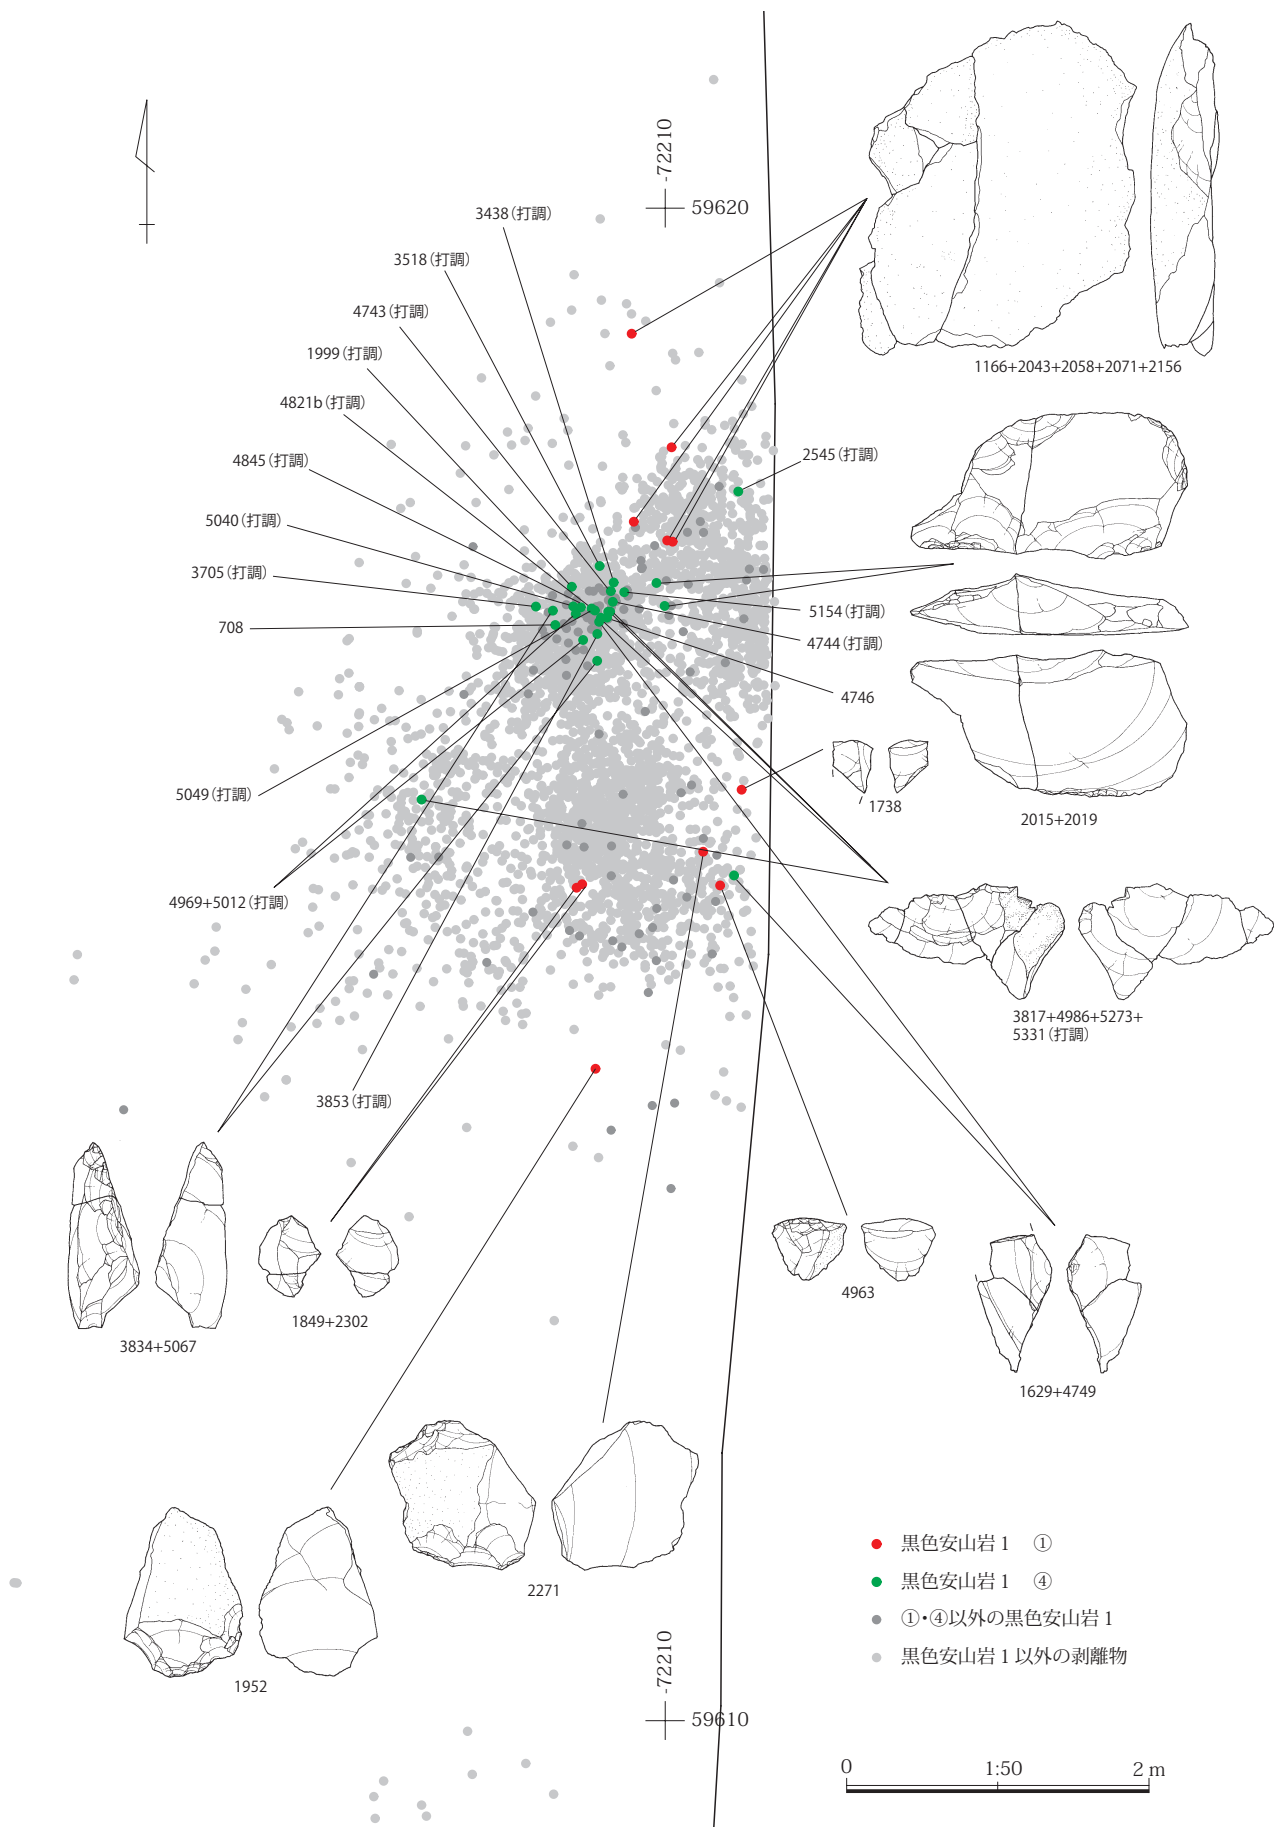 -72210
59620
3438(打調)
3518(打調)
4743(打調)
1999(打調)
4821b(打調)
4845(打調)
5040(打調)
3705(打調)
708
5049(打調)
4969+5012(打調)
3853(打調)
1166+2043+2058+2071+2156
2545(打調)
5154(打調)
4744(打調)
4746
1738
2015+2019
3817+4986+5273+
5331(打調)
3834+5067
1849+2302
4963
1629+4749
2271
1952
黒色安山岩1 ①
黒色安山岩1 ④
①・④以外の黒色安山岩1
黒色安山岩1以外の剥離物
-72210
59610
0 1:50 2 m